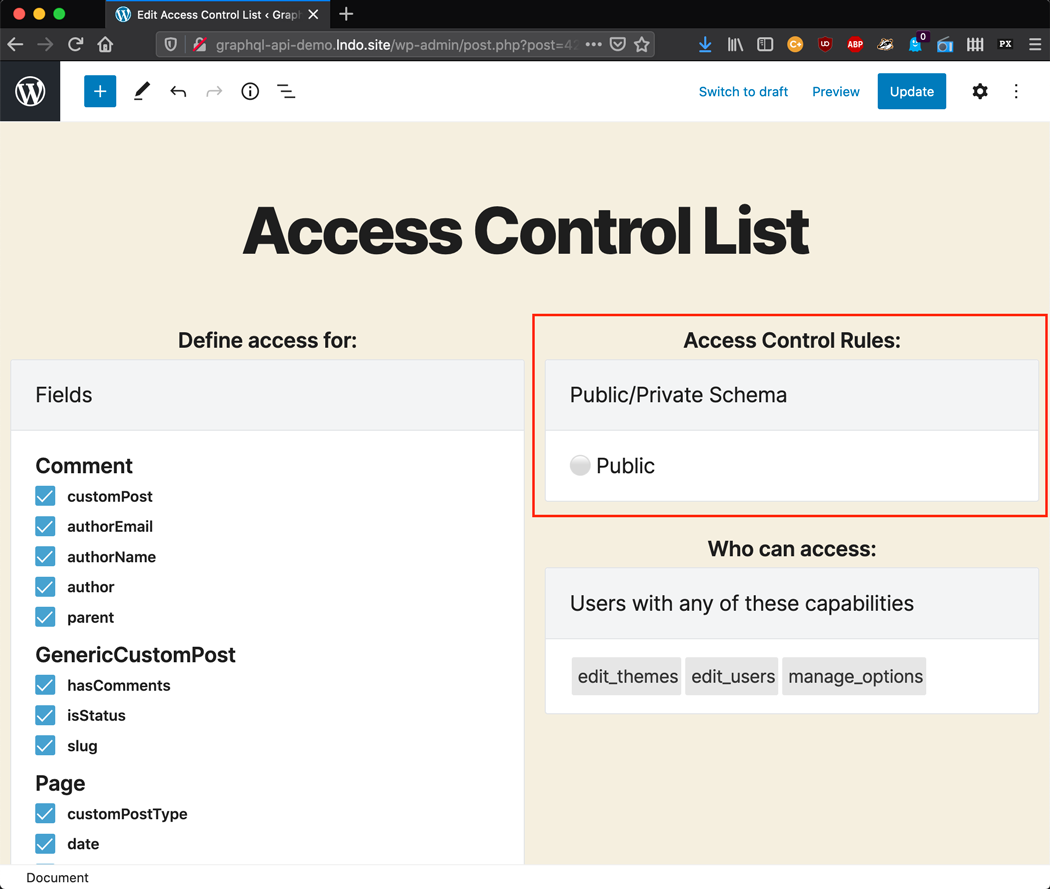 Edit Access Control List ‹ Grap
graphql-api-demo.lndo.site/wp-admin/post.php?post=42
UD
ABP
0
PX
Switch to draft
Preview
Update
Access Control List
Define access for:
Fields
Comment
customPost
authorEmail
authorName
author
parent
GenericCustomPost
hasComments
isStatus
slug
Page
customPostType
date
Access Control Rules:
Public/Private Schema
Public
Who can access:
Users with any of these capabilities
edit_themes edit_users manage_options
Document